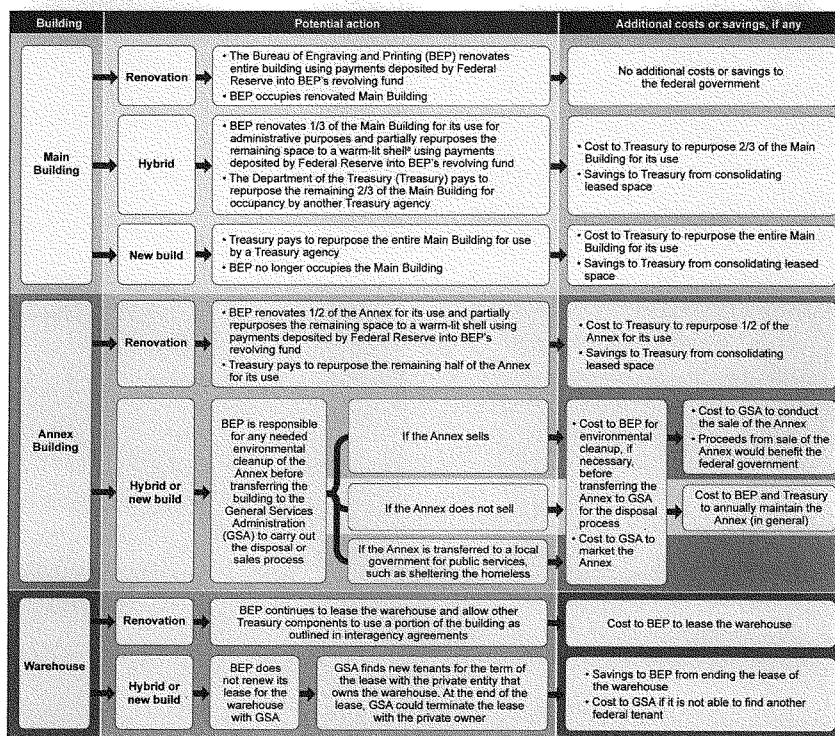 Building
Potential action
Additional costs or savings, if any
Main
Building
Renovation
• The Bureau of Engraving and Printing (BEP) renovates
entire building using payments deposited by Federal
Reserve into BEP's revolving fund
• BEP occupies renovated Main Building
No additional costs or savings to
the federal government
Hybrid
• BEP renovates 1/3 of the Main Building for its use for
administrative purposes and partially repurposes the
remaining space to a warm-lit shellª using payments
deposited by Federal Reserve into BEP's revolving fund
• The Department of the Treasury (Treasury) pays to
repurpose the remaining 2/3 of the Main Building for
occupancy by another Treasury agency
• Cost to Treasury to repurpose 2/3 of the Main
Building for its use
• Savings to Treasury from consolidating
leased space
New build
• Treasury pays to repurpose the entire Main Building for use
by a Treasury agency
• BEP no longer occupies the Main Building
• Cost to Treasury to repurpose the entire Main
Building for its use
• Savings to Treasury from consolidating leased
space
Annex
Building
Renovation
• BEP renovates 1/2 of the Annex for its use and partially
repurposes the remaining space to a warm-lit shell using
payments deposited by Federal Reserve into BEP's
revolving fund
• Treasury pays to repurpose the remaining half of the Annex
for its use
• Cost to Treasury to repurpose 1/2 of the
Annex for its use
• Savings to Treasury from consolidating
leased space
Hybrid or
new build
BEP is responsible
for any needed
environmental
cleanup of the
Annex before
transferring the
building to the
General Services
Administration
(GSA) to carry out
the disposal or
sales process
If the Annex sells
If the Annex does not sell
If the Annex is transferred to a local
government for public services,
such as sheltering the homeless
• Cost to BEP for
environmental
cleanup, if
necessary,
before
transferring the
Annex to GSA
for the disposal
process
• Cost to GSA to
market the
Annex
• Cost to GSA to conduct
the sale of the Annex
• Proceeds from sale of the
Annex would benefit the
federal government
Cost to BEP and Treasury
to annually maintain the
Annex (in general)
Warehouse
Renovation
BEP continues to lease the warehouse and allow other
Treasury components to use a portion of the building as
outlined in interagency agreements
Cost to BEP to lease the warehouse
Hybrid or
new build
BEP does
not renew its
lease for the
warehouse
with GSA
GSA finds new tenants for the term of
the lease with the private entity that
owns the warehouse. At the end of the
lease, GSA could terminate the lease
with the private owner
• Savings to BEP from ending the lease of
the warehouse
• Cost to GSA if it is not able to find another
federal tenant